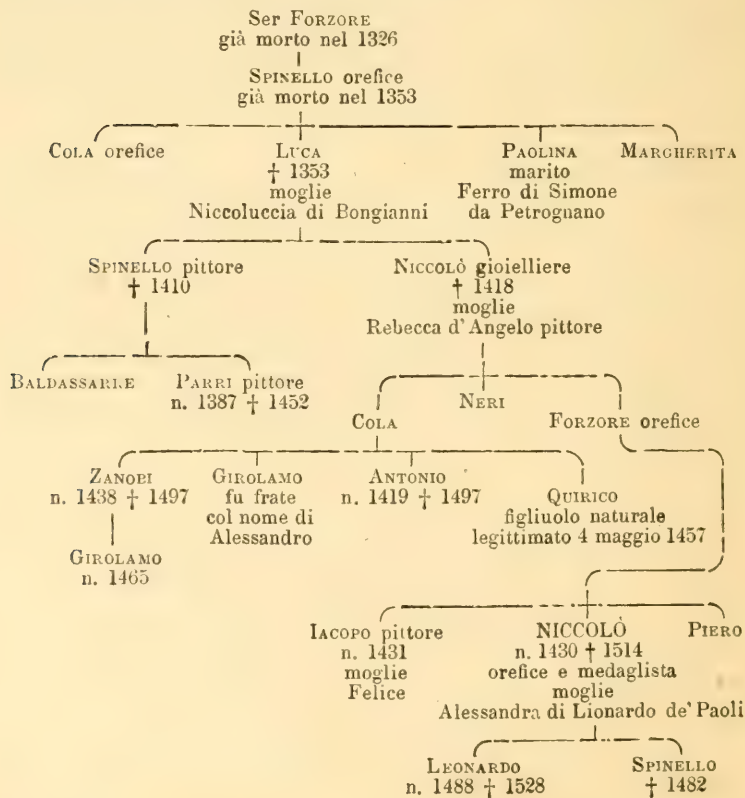 Ser Forzore
già morto nel 1326
Spinello orefice
già morto nel 1353
Cola orefice
Luca
† 1353
moglie
Niccoluccia di Bongianni
Paolina
marito
Ferro di Simone
da Petrognano
Margherita
Spinello pittore
† 1410
Niccolò gioielliere
† 1418
moglie
Rebecca d'Angelo pittore
Baldassarre
Parri pittore
n. 1387 † 1452
Cola
Neri
Forzore orefice
Zanobi
n. 1438 † 1497
Girolamo
fu frate
col nome di
Alessandro
Antonio
n. 1419 † 1497
Quirico
figliuolo naturale
legittimato 4 maggio 1457
Girolamo
n. 1465
Iacopo pittore
n. 1431
moglie
Felice
NICCOLÒ
n. 1430 † 1514
orefice e medaglista
moglie
Alessandra di Lionardo de' Paoli
Piero
Leonardo
n. 1488 † 1528
Spinello
† 1482